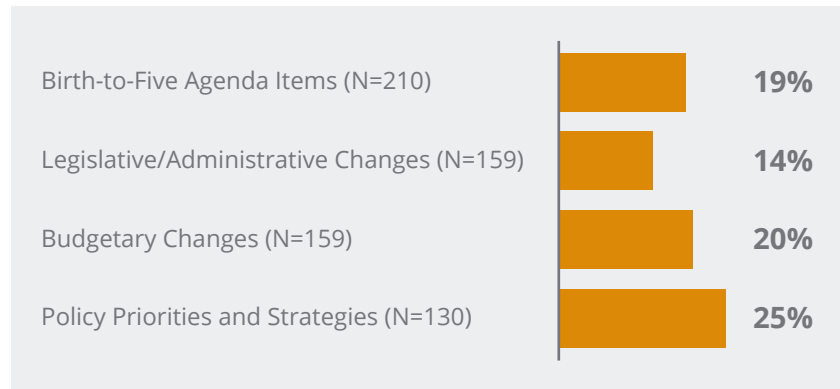 Birth-to-Five Agenda Items (N=210) 19%
Legislative/Administrative Changes (N=159) 14%
Budgetary Changes (N=159) 20%
Policy Priorities and Strategies (N=130) 25%